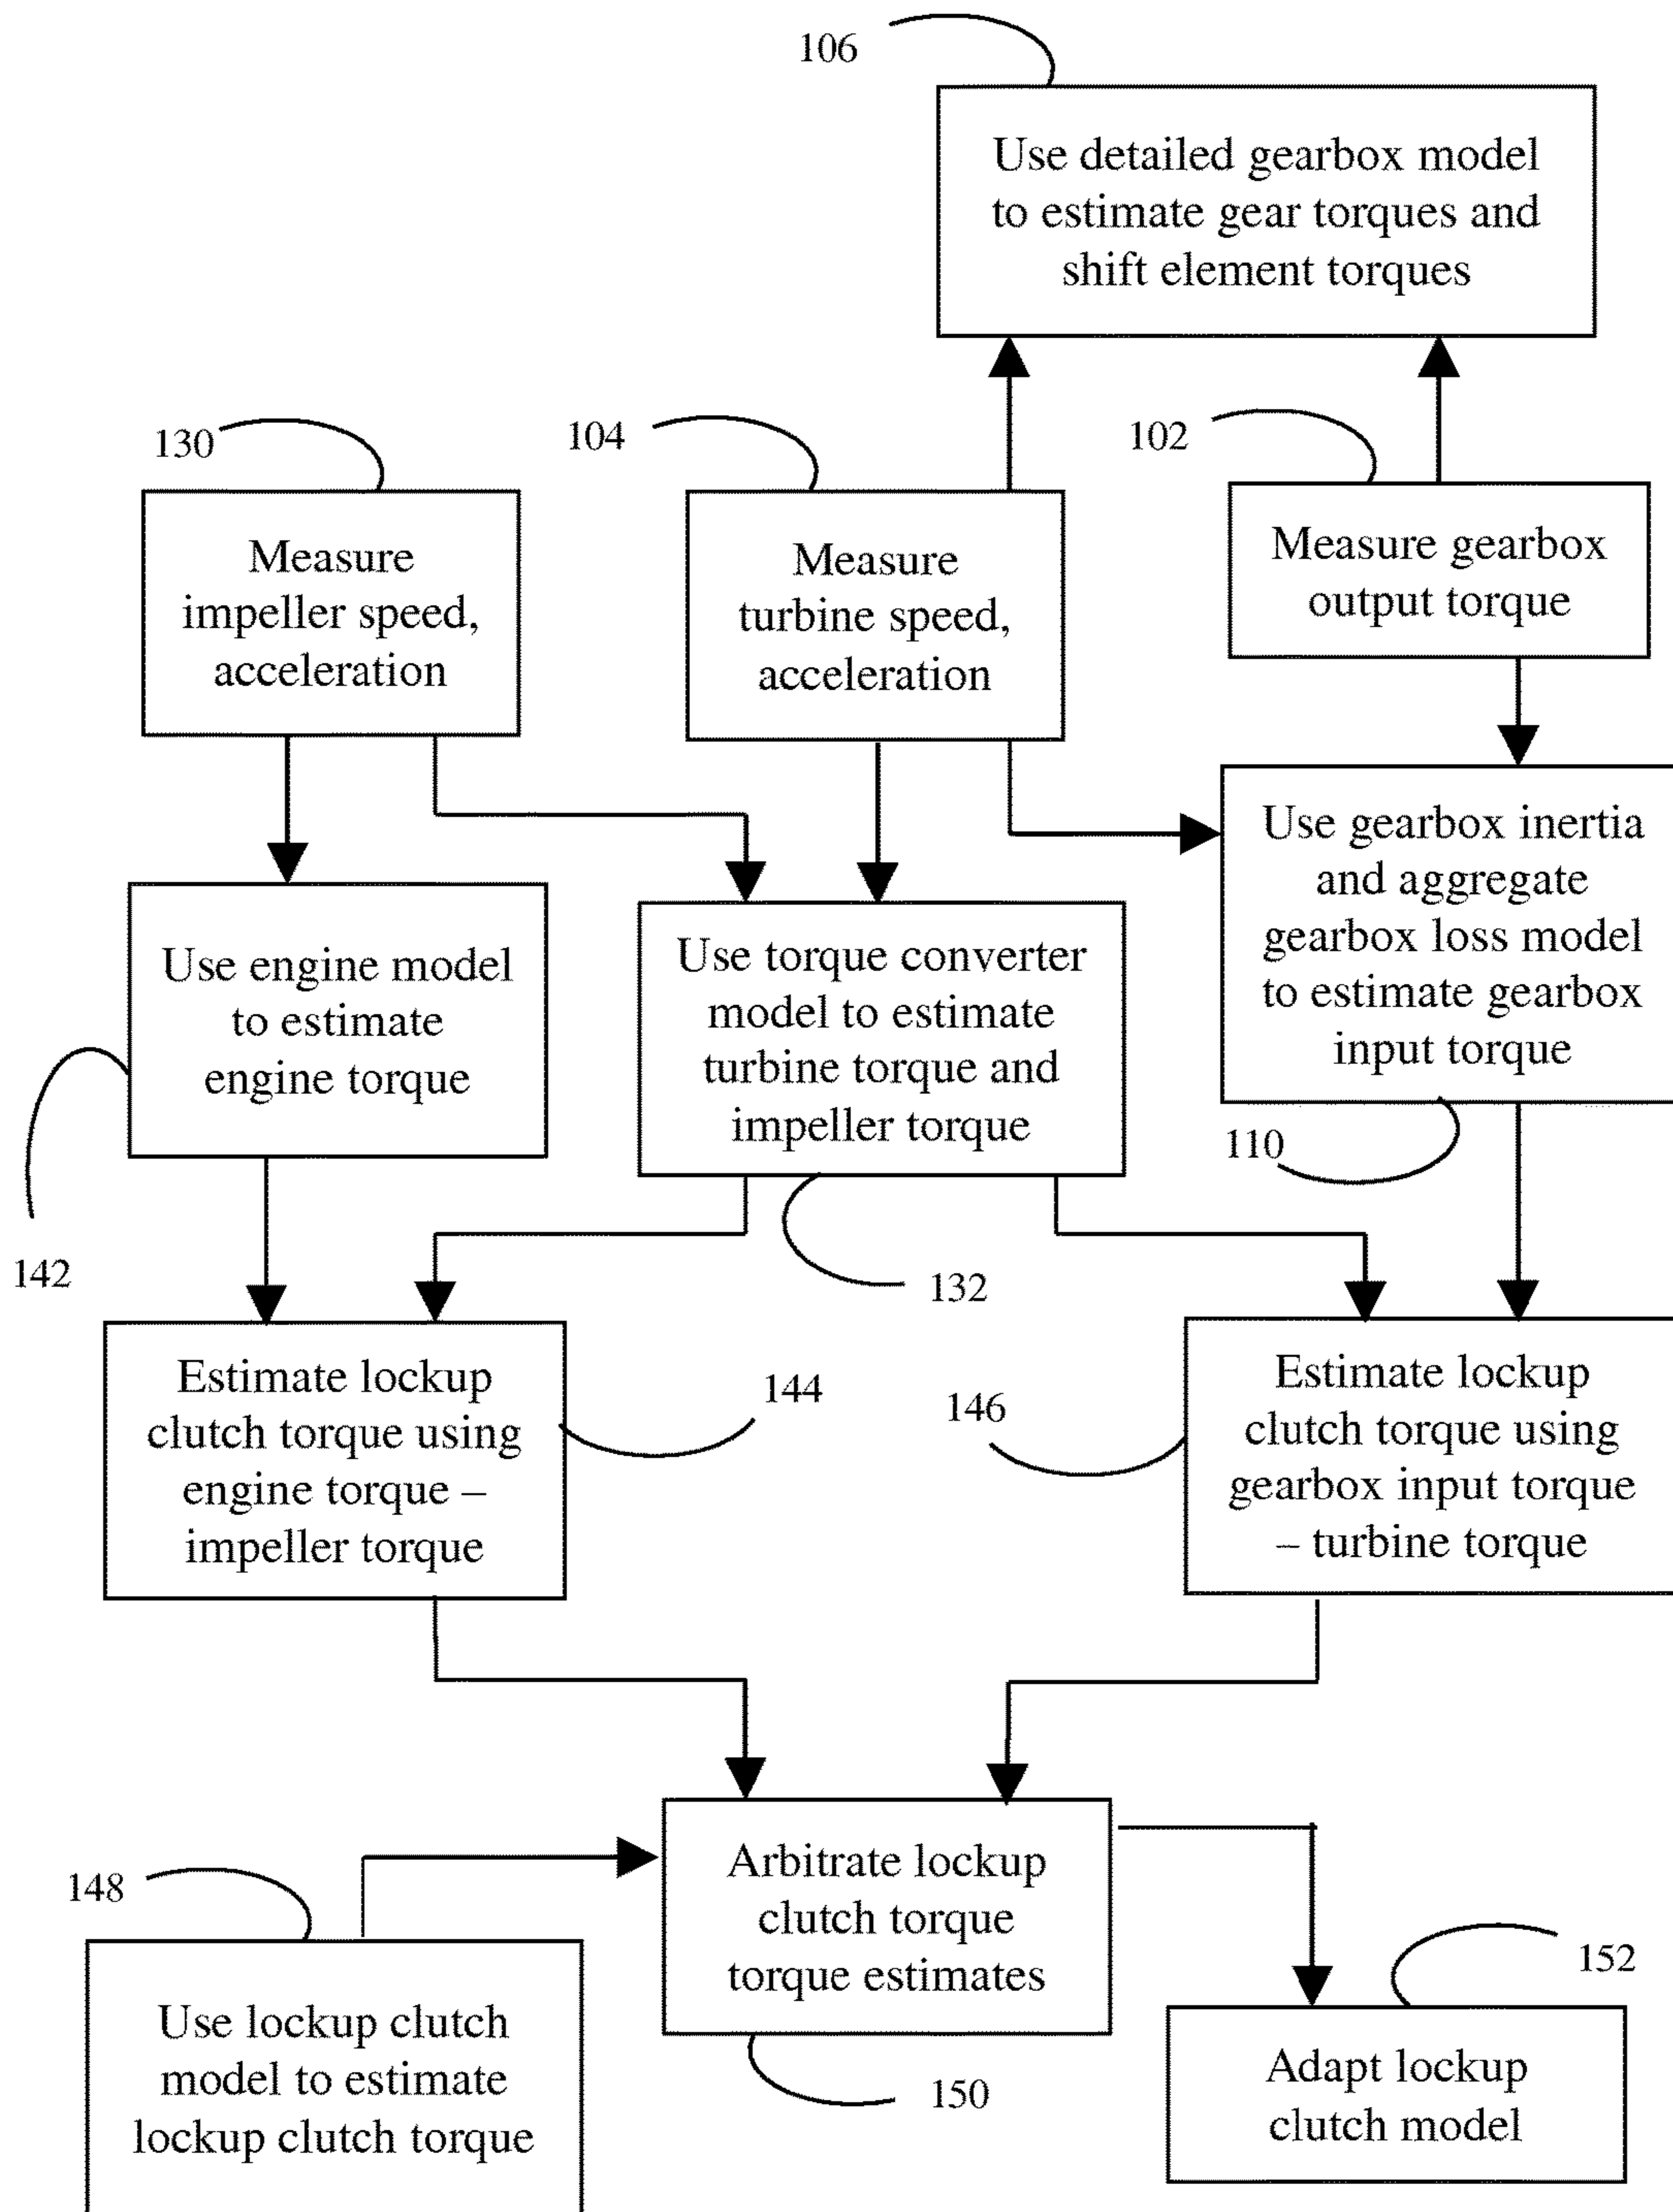 106
Use detailed gearbox model
to estimate gear torques and
shift element torques
130
104
102
Measure
impeller speed,
acceleration
Measure
turbine speed,
acceleration
Measure gearbox
output torque
Use engine model
to estimate
engine torque
Use torque converter
model to estimate
turbine torque and
impeller torque
Use gearbox inertia
and aggregate
gearbox loss model
to estimate gearbox
input torque
110
142
132
Estimate lockup
clutch torque using
engine torque –
impeller torque
144
146
Estimate lockup
clutch torque using
gearbox input torque
– turbine torque
148
Arbitrate lockup
clutch torque
torque estimates
152
Use lockup clutch
model to estimate
lockup clutch torque
150
Adapt lockup
clutch model